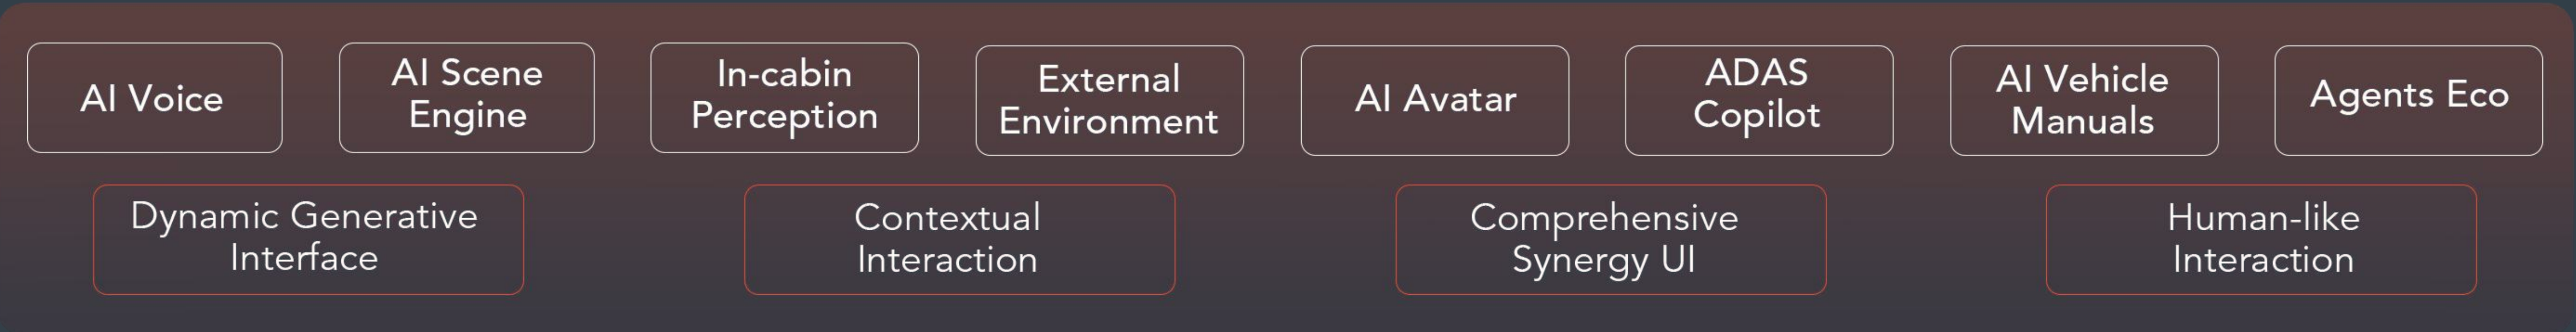 AI Voice
AI Scene
Engine
In-cabin
Perception
External
Environment
AI Avatar
ADAS
Copilot
AI Vehicle
Manuals
Agents Eco
Dynamic Generative
Interface
Contextual
Interaction
Comprehensive
Synergy UI
Human-like
Interaction